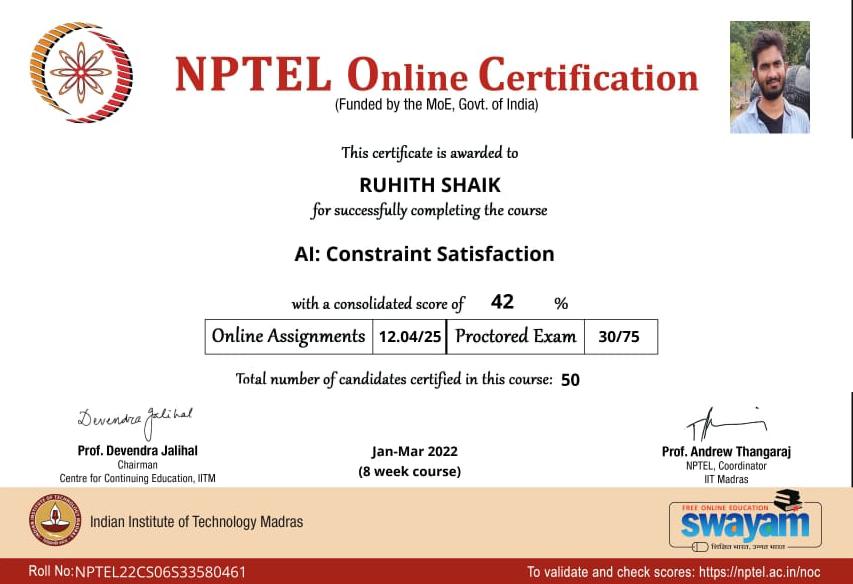 NPTEL Online Certification
(Funded by the MoE, Govt. of India)
This certificate is awarded to
RUHITH SHAIK
for successfully completing the course
AI: Constraint Satisfaction
with a consolidated score of 42 %
Online Assignments 12.04/25 Proctored Exam 30/75
Total number of candidates certified in this course: 50
Devendra Jalihal
Prof. Devendra Jalihal
Chairman
Centre for Continuing Education, IITM
Jan-Mar 2022
(8 week course)
Prof. Andrew Thangaraj
NPTEL, Coordinator
IIT Madras
Indian Institute of Technology Madras
FREE ONLINE EDUCATION
swayam
शिक्षित भारत, उन्नत भारत
Roll No: NPTEL22CS06S33580461
To validate and check scores: https://nptel.ac.in/noc